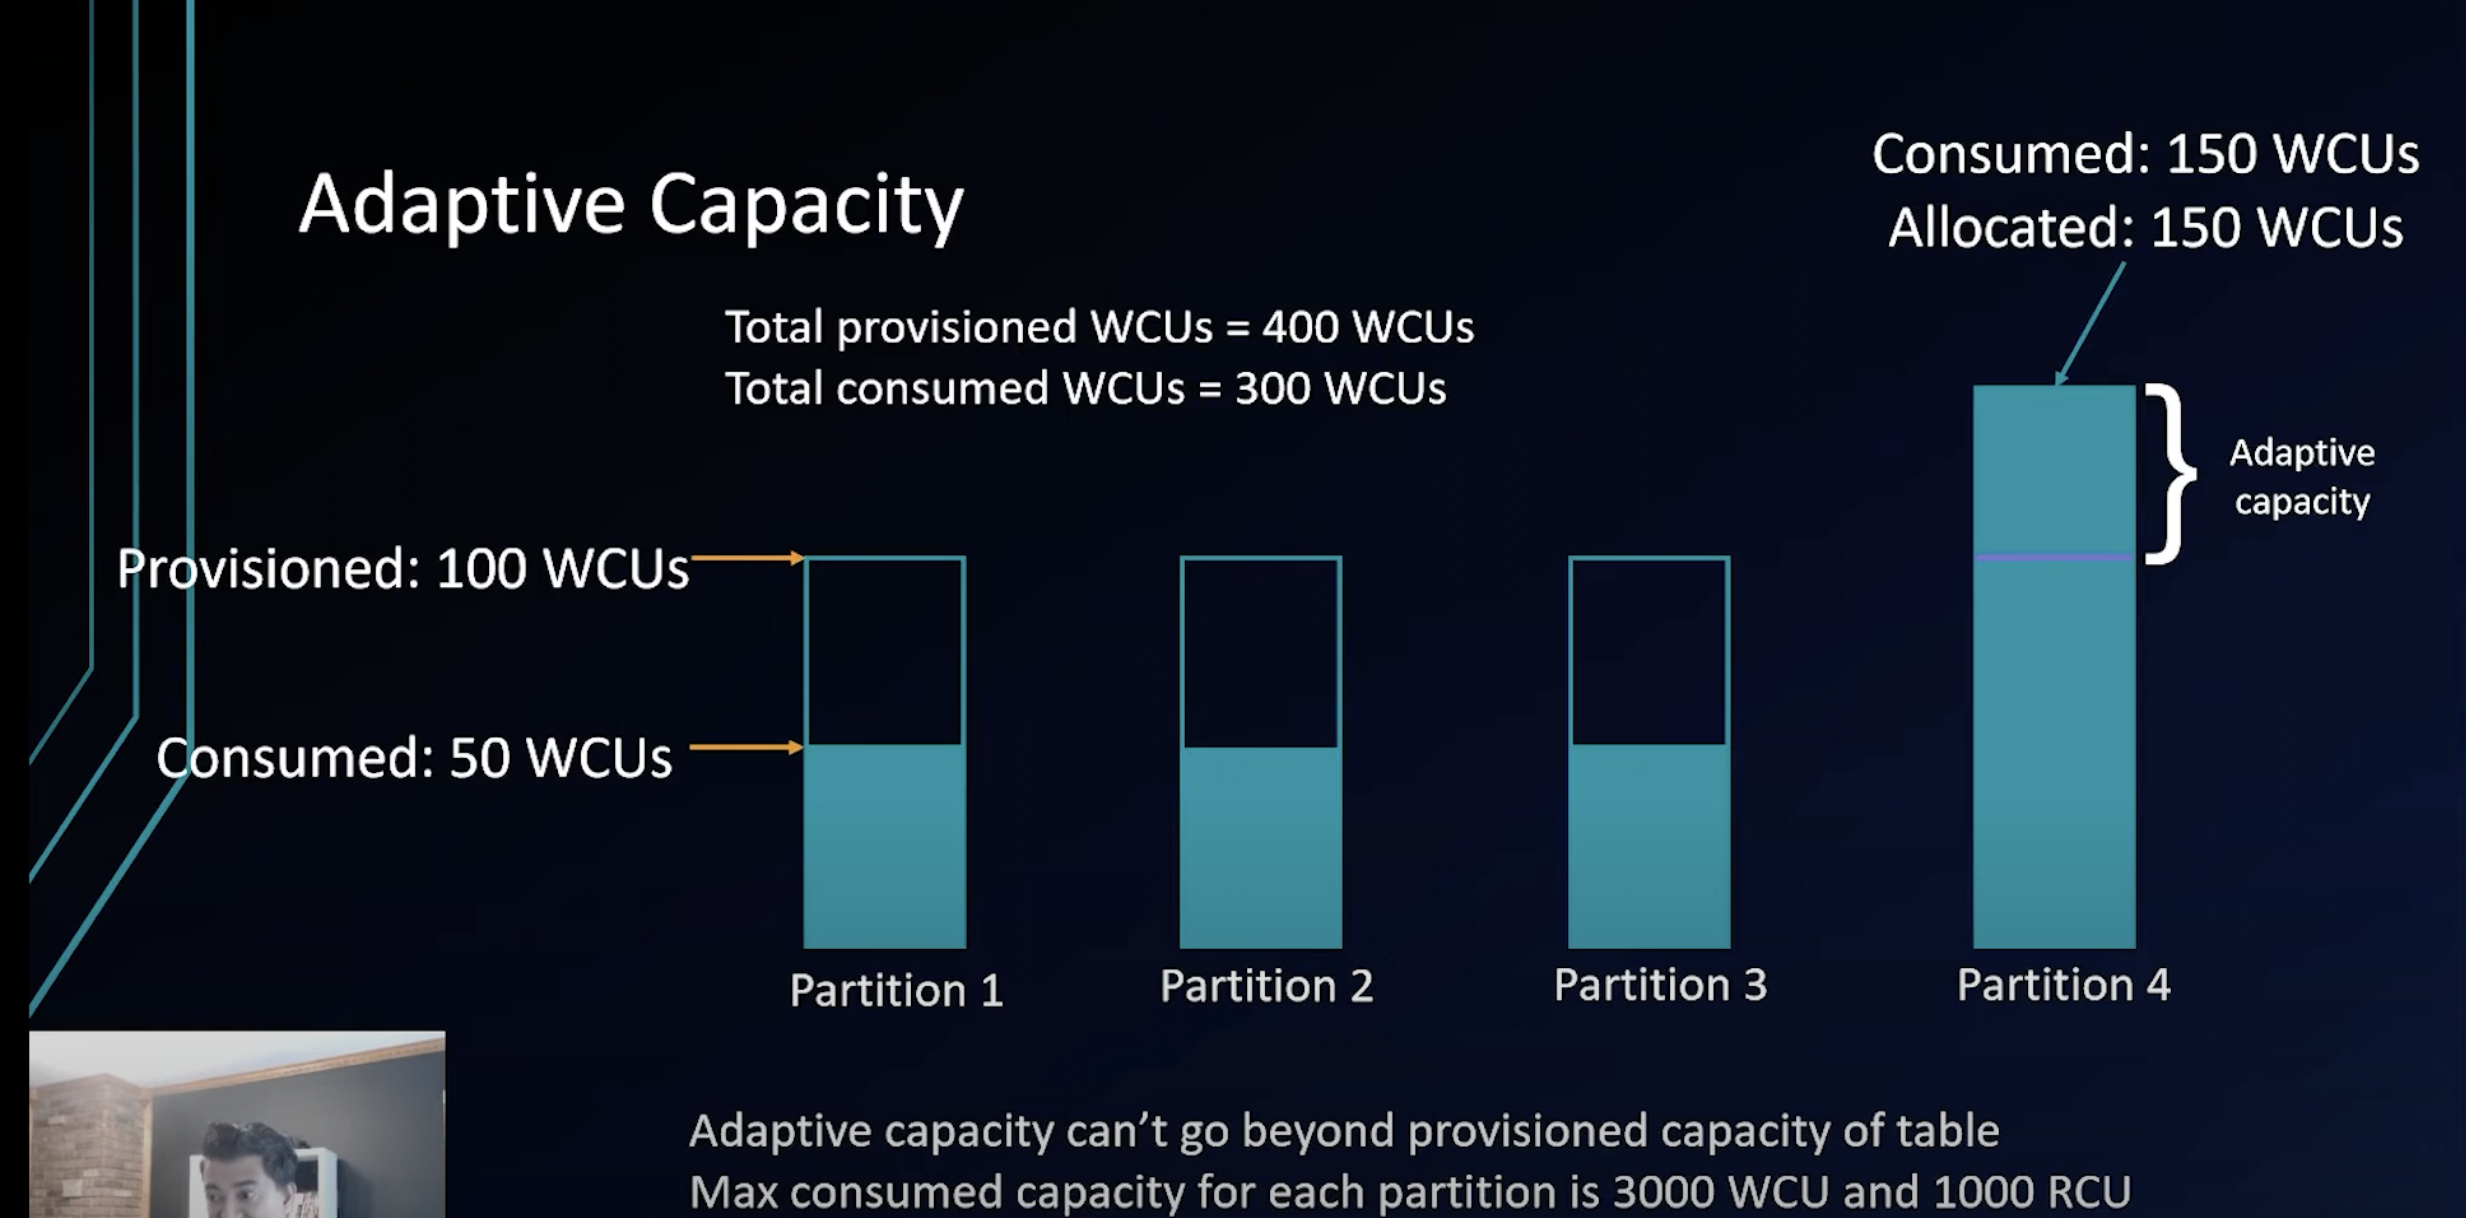 Adaptive Capacity
Consumed: 150 WCUs
Allocated: 150 WCUs
Total provisioned WCUs = 400 WCUs
Total consumed WCUs = 300 WCUs
Adaptive
capacity
Provisioned: 100 WCUs
Consumed: 50 WCUs
Partition 1
Partition 2
Partition 3
Partition 4
Adaptive capacity can't go beyond provisioned capacity of table
Max consumed capacity for each partition is 3000 WCU and 1000 RCU